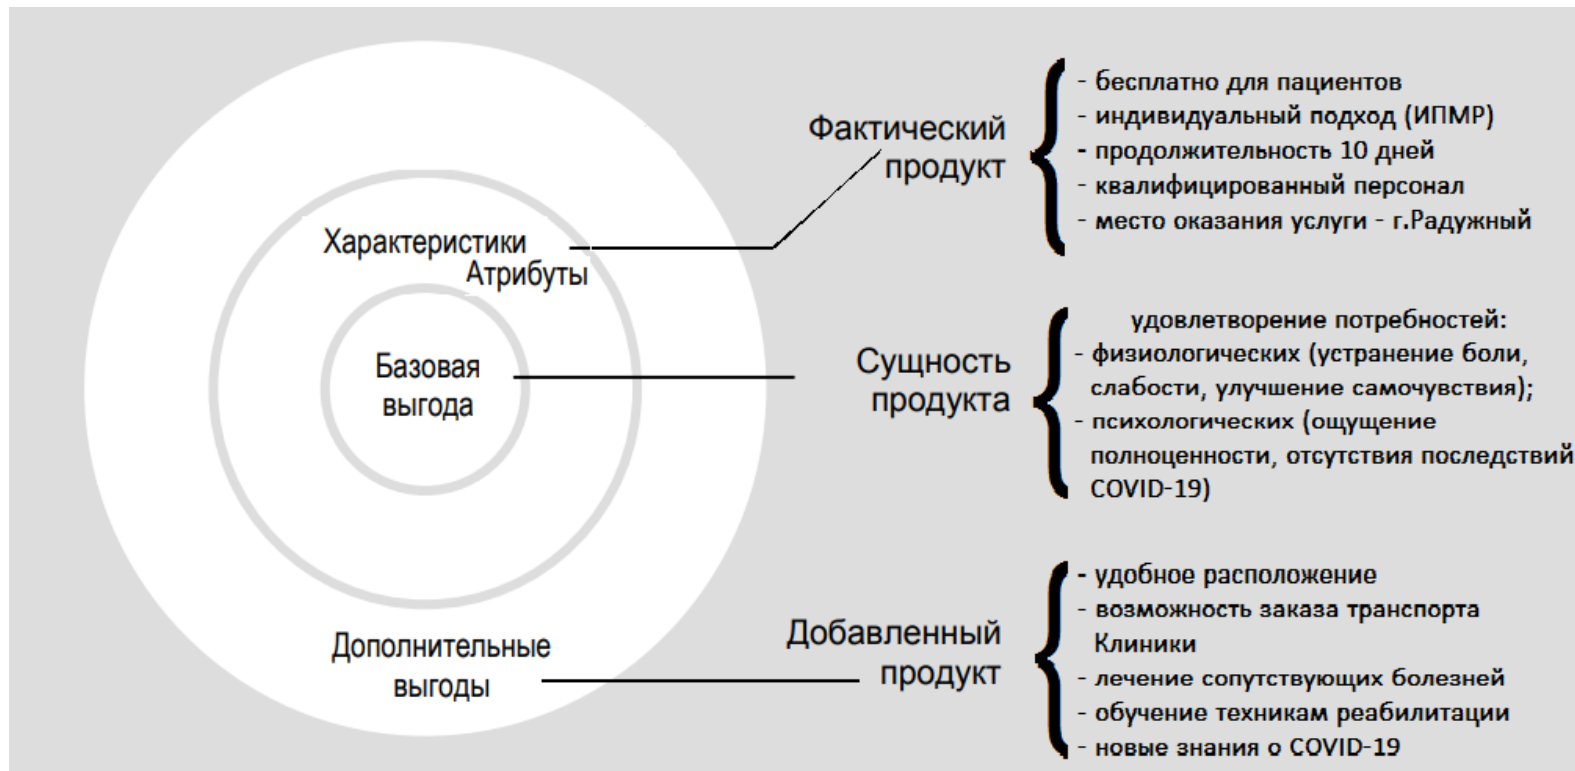 Характеристики
Атрибуты
Базовая
выгода
Дополнительные
выгоды
Фактический
продукт
- бесплатно для пациентов
- индивидуальный подход (ИПМР)
- продолжительность 10 дней
- квалифицированный персонал
- место оказания услуги - г.Радужный
Сущность
продукта
удовлетворение потребностей:
- физиологических (устранение боли,
слабости, улучшение самочувствия);
- психологических (ощущение
полноценности, отсутствия последствий
COVID-19)
Добавленный
продукт
- удобное расположение
- возможность заказа транспорта
Клиники
- лечение сопутствующих болезней
- обучение техникам реабилитации
- новые знания о COVID-19